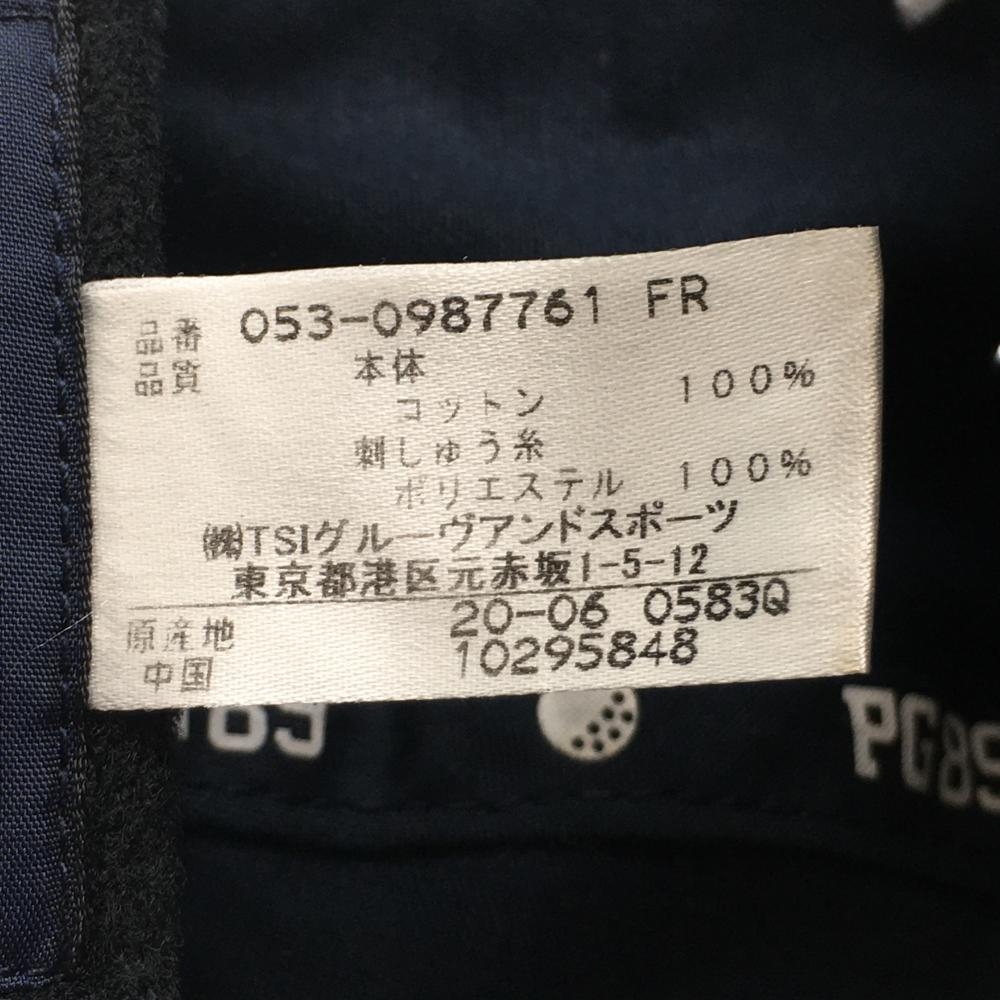 品番 053-0987761 FR
品質 本体
コットン 100%
刺しゅう糸
ポリエステル 100%
㈱TSIグルーヴアンドスポーツ
東京都港区元赤坂1-5-12
20-06 0583Q
原産地 10295848
中国
PG89